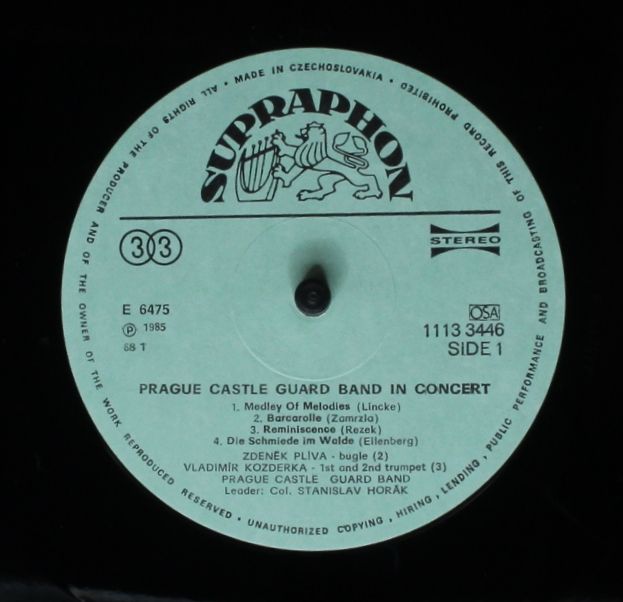 ALL RIGHTS OF THE PRODUCER AND OF THE OWNER OF THE WORK REPRODUCED RESERVED • UNAUTHORIZED COPYING, HIRING, LENDING, PUBLIC PERFORMANCE AND BROADCASTING OF THIS RECORD PROHIBITED • MADE IN CZECHOSLOVAKIA •
SUPRAPHON
33
STEREO
E 6475
Ⓟ 1985
68 T
OSA
1113 3446
SIDE 1
PRAGUE CASTLE GUARD BAND IN CONCERT
1. Medley Of Melodies (Lincke)
2. Barcarolle (Zamrzla)
3. Reminiscence (Rezek)
4. Die Schmiede im Walde (Eilenberg)
ZDENĚK PLÍVA - bugle (2)
VLADIMÍR KOZDERKA - 1st and 2nd trumpet (3)
PRAGUE CASTLE GUARD BAND
Leader: Col. STANISLAV HORÁK